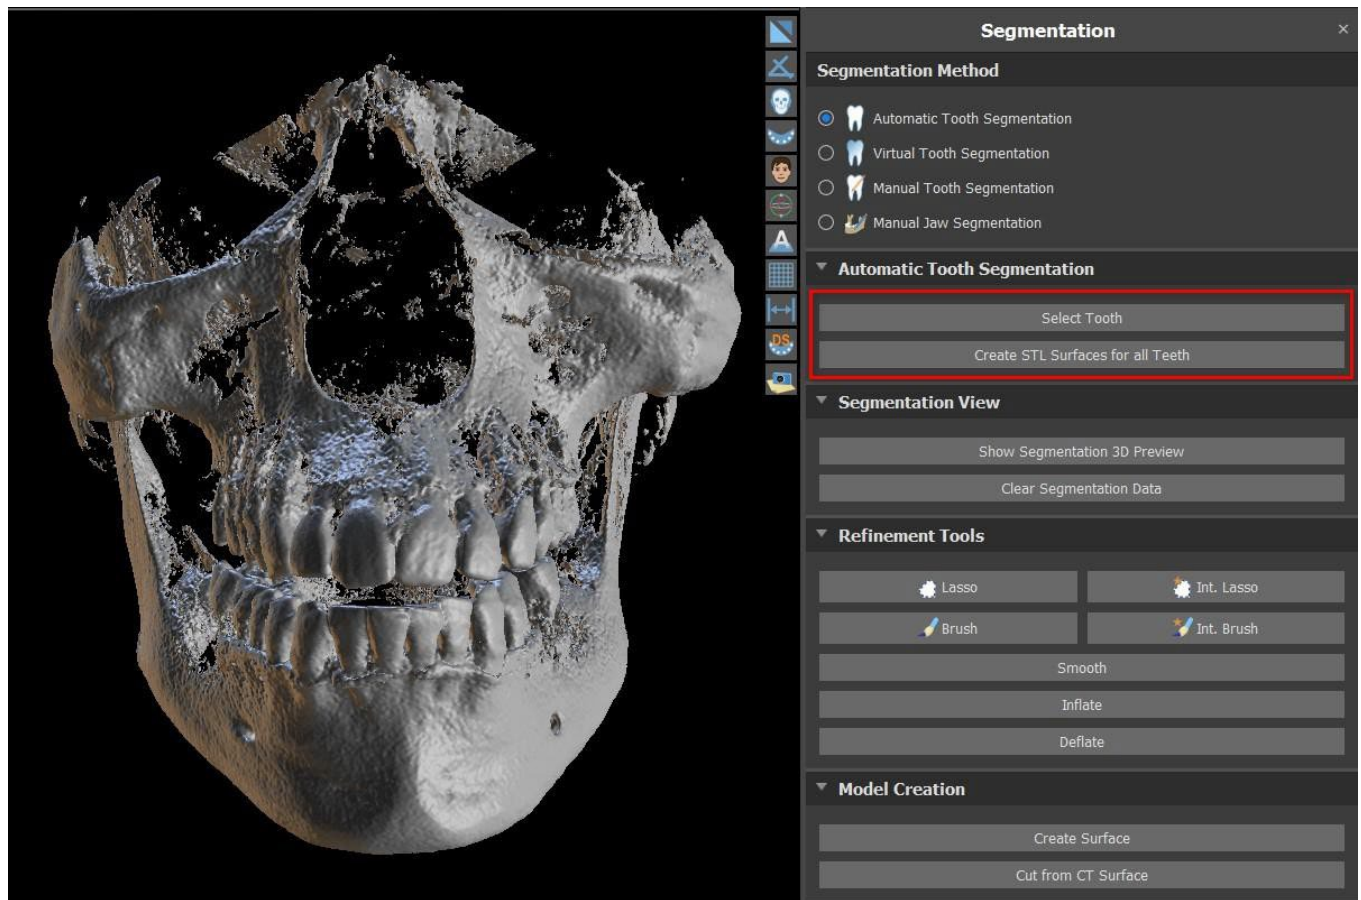 Segmentation ×
Segmentation Method
Automatic Tooth Segmentation
Virtual Tooth Segmentation
Manual Tooth Segmentation
Manual Jaw Segmentation
Automatic Tooth Segmentation
Select Tooth
Create STL Surfaces for all Teeth
Segmentation View
Show Segmentation 3D Preview
Clear Segmentation Data
Refinement Tools
Lasso Int. Lasso
Brush Int. Brush
Smooth
Inflate
Deflate
Model Creation
Create Surface
Cut from CT Surface
A
DS